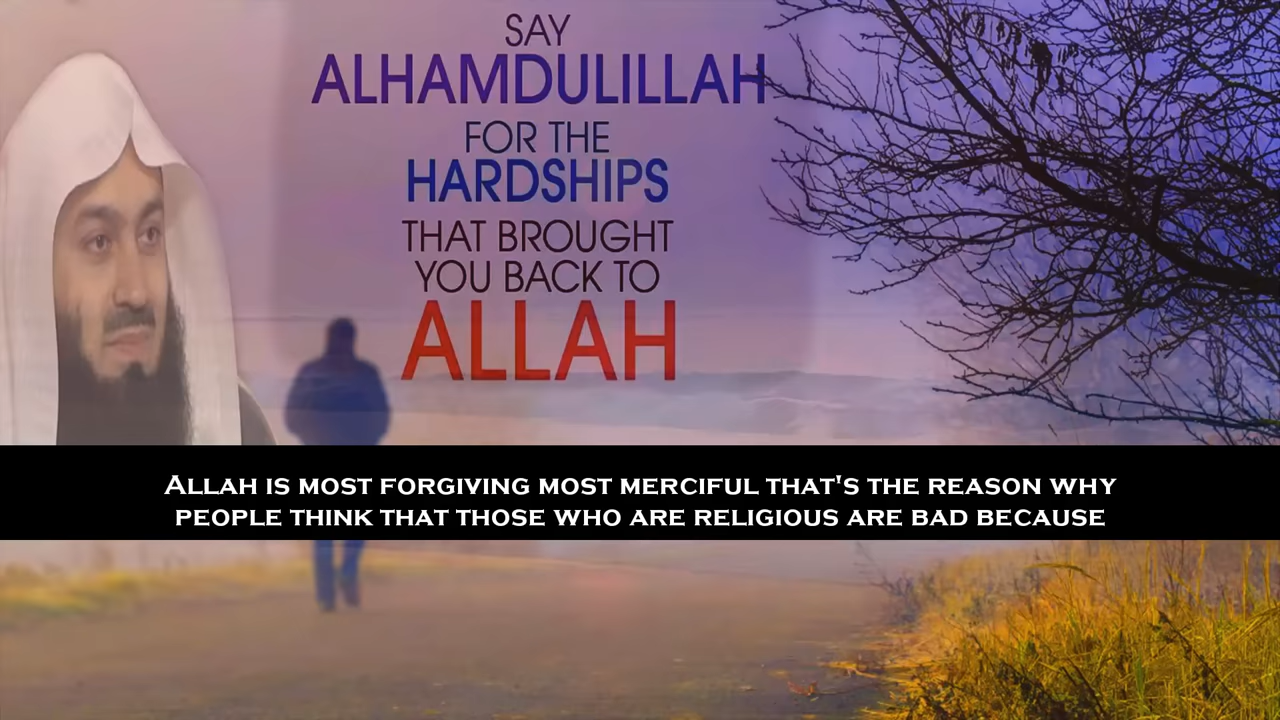 SAY
ALHAMDULILLAH
FOR THE
HARDSHIPS
THAT BROUGHT
YOU BACK TO
ALLAH
ALLAH IS MOST FORGIVING MOST MERCIFUL THAT'S THE REASON WHY
PEOPLE THINK THAT THOSE WHO ARE RELIGIOUS ARE BAD BECAUSE